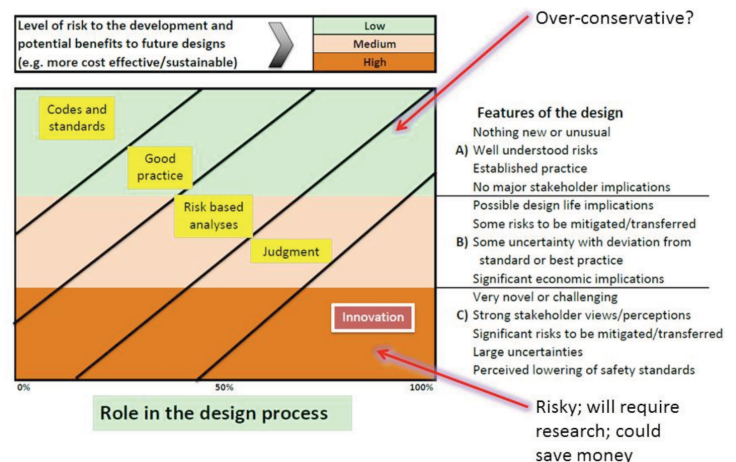 Level of risk to the development and
potential benefits to future designs
(e.g. more cost effective/sustainable)
Low
Medium
High
Over-conservative?
Codes and
standards
Good
practice
Risk based
analyses
Judgment
Innovation
Features of the design
Nothing new or unusual
A) Well understood risks
Established practice
No major stakeholder implications
Possible design life implications
Some risks to be mitigated/transferred
B) Some uncertainty with deviation from
standard or best practice
Significant economic implications
Very novel or challenging
C) Strong stakeholder views/perceptions
Significant risks to be mitigated/transferred
Large uncertainties
Perceived lowering of safety standards
0%
50%
100%
Role in the design process
Risky; will require
research; could
save money